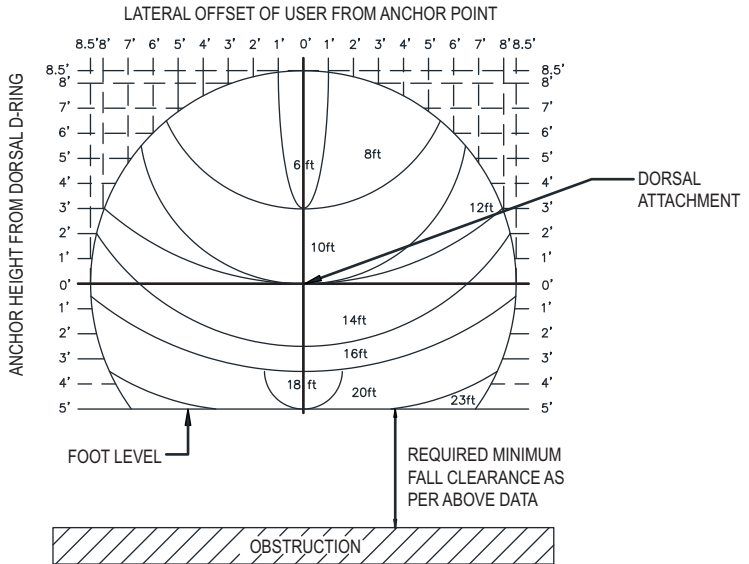 LATERAL OFFSET OF USER FROM ANCHOR POINT
8.5' 8' 7' 6' 5' 4' 3' 2' 1' 0' 1' 2' 3' 4' 5' 6' 7' 8' 8.5'
ANCHOR HEIGHT FROM DORSAL D-RING
8.5' 8.5'
8' 8'
7' 7'
6' 6'
5' 5'
4' 4'
3' 3'
2' 2'
1' 1'
0' 0'
1' 1'
2' 2'
3' 3'
4' 4'
5' 5'
6ft 8ft
12ft
10ft
14ft
16ft
18ft 20ft
23ft
DORSAL
ATTACHMENT
FOOT LEVEL
REQUIRED MINIMUM
FALL CLEARANCE AS
PER ABOVE DATA
OBSTRUCTION